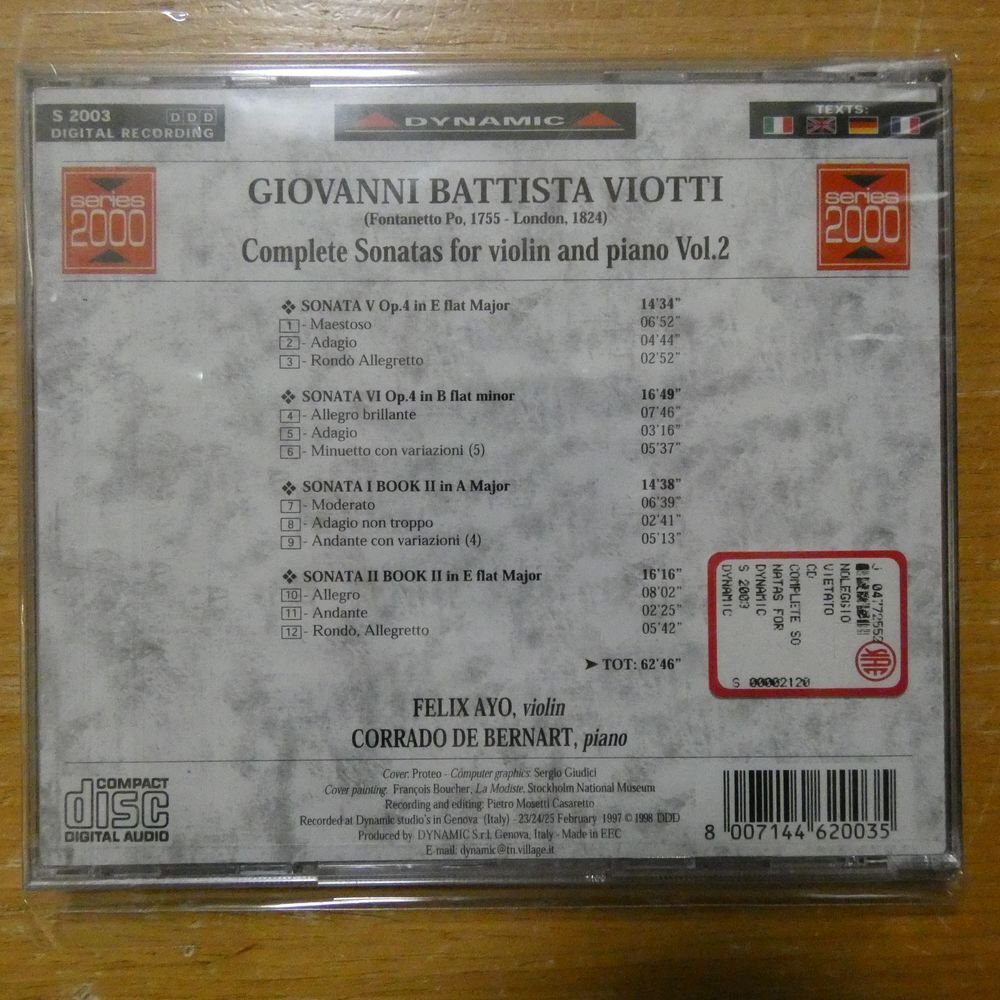 S 2003 DDD
DIGITAL RECORDING
DYNAMIC
TEXTS:
series
2000
series
2000
GIOVANNI BATTISTA VIOTTI
(Fontanetto Po, 1755 - London, 1824)
Complete Sonatas for violin and piano Vol.2
❖ SONATA V Op.4 in E flat Major 14'34"
1 - Maestoso 06'52"
2 - Adagio 04'44"
3 - Rondò Allegretto 02'52"
❖ SONATA VI Op.4 in B flat minor 16'49"
4 - Allegro brillante 07'46"
5 - Adagio 03'16"
6 - Minuetto con variazioni (5) 05'37"
❖ SONATA I BOOK II in A Major 14'38"
7 - Moderato 06'39"
8 - Adagio non troppo 02'41"
9 - Andante con variazioni (4) 05'13"
❖ SONATA II BOOK II in E flat Major 16'16"
10 - Allegro 08'02"
11 - Andante 02'25"
12 - Rondò, Allegretto 05'42"
➤ TOT: 62'46"
FELIX AYO, violin
CORRADO DE BERNART, piano
04772552
NOLEGGIO
VIETATO
CD
COMPLETE SO
NATAS FOR
DYNAMIC
S 2003
DYNAMIC
S 00002120
SIAE
COMPACT
disc
DIGITAL AUDIO
Cover: Proteo - Computer graphics: Sergio Giudici
Cover painting: François Boucher, La Modiste, Stockholm National Museum
Recording and editing: Pietro Mosetti Casaretto
Recorded at Dynamic studio's in Genova (Italy) - 23/24/25 February 1997 © 1998 DDD
Produced by DYNAMIC S.r.l. Genova, Italy - Made in EEC
E-mail: dynamic@tn.village.it
8 007144 620035